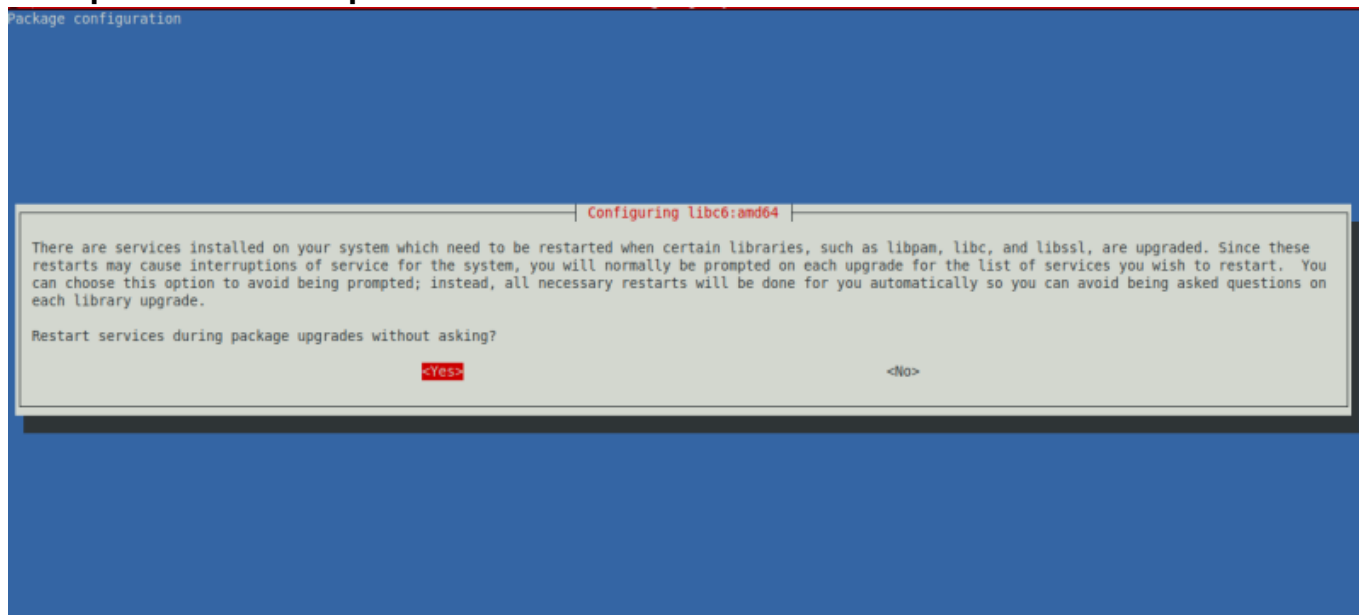 Package configuration
Configuring libc6:amd64
There are services installed on your system which need to be restarted when certain libraries, such as libpam, libc, and libssl, are upgraded. Since these
restarts may cause interruptions of service for the system, you will normally be prompted on each upgrade for the list of services you wish to restart.  You
can choose this option to avoid being prompted; instead, all necessary restarts will be done for you automatically so you can avoid being asked questions on
each library upgrade.
Restart services during package upgrades without asking?
<Yes> <No>